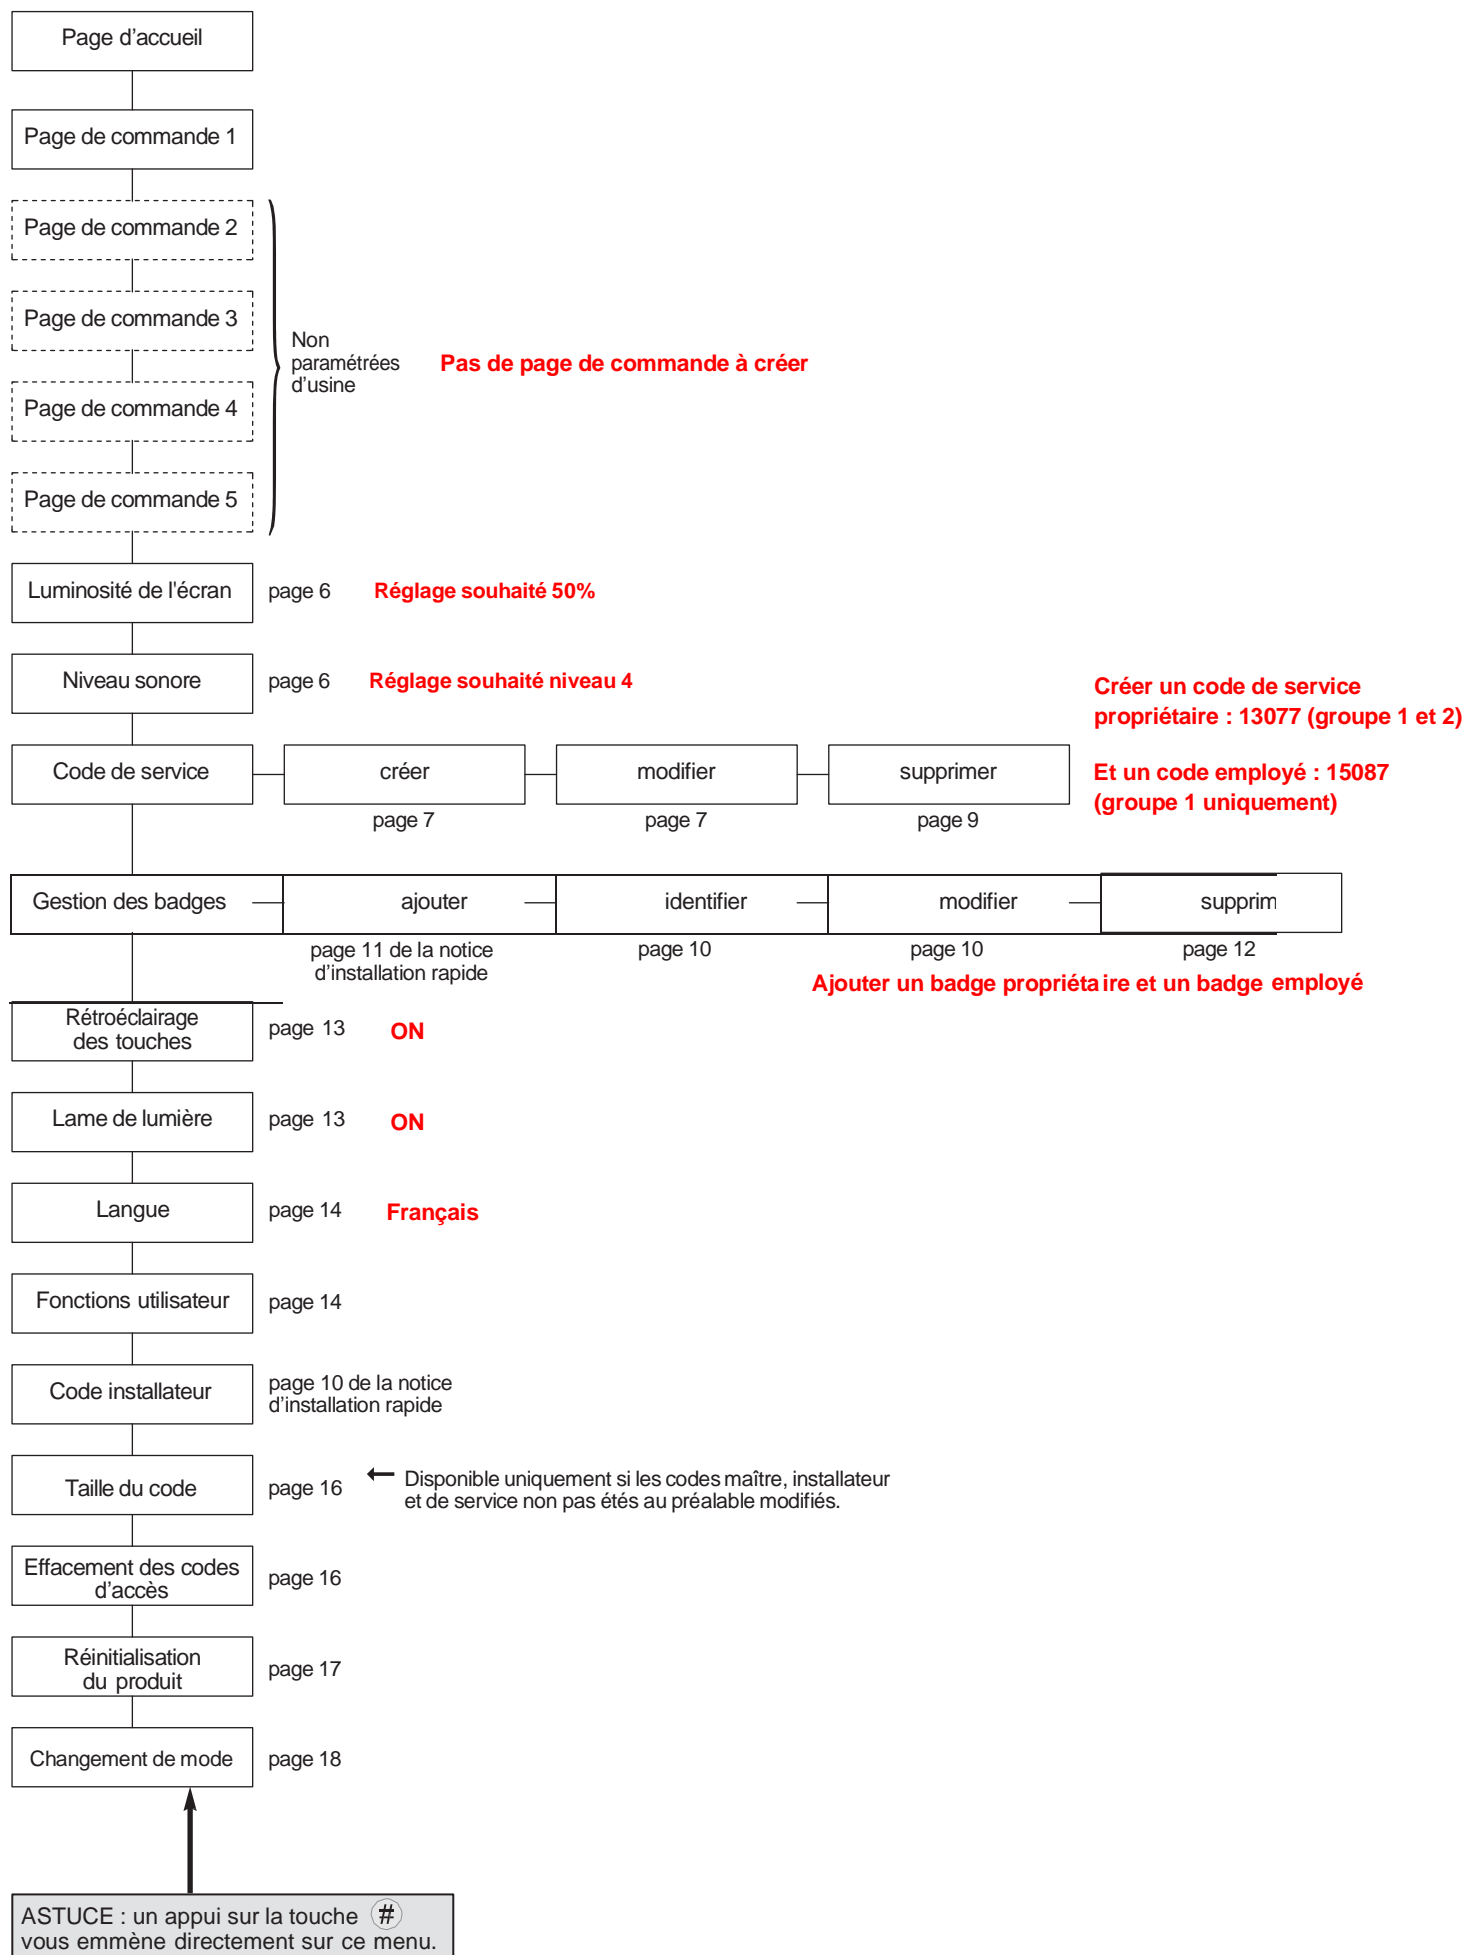 Page d'accueil
Page de commande 1
Page de commande 2
Page de commande 3
Non
paramétrées
d'usine
Pas de page de commande à créer
Page de commande 4
Page de commande 5
Luminosité de l'écran
page 6
Réglage souhaité 50%
Niveau sonore
page 6
Réglage souhaité niveau 4
Créer un code de service
propriétaire : 13077 (groupe 1 et 2)
Code de service
créer
modifier
supprimer
Et un code employé : 15087
(groupe 1 uniquement)
page 7
page 7
page 9
Gestion des badges
ajouter
identifier
modifier
supprim
page 11 de la notice
d'installation rapide
page 10
page 10
page 12
Ajouter un badge propriétaire et un badge employé
Rétroéclairage
des touches
page 13
ON
Lame de lumière
page 13
ON
Langue
page 14
Français
Fonctions utilisateur
page 14
Code installateur
page 10 de la notice
d'installation rapide
Taille du code
page 16
Disponible uniquement si les codes maître, installateur
et de service non pas étés au préalable modifiés.
Effacement des codes
d'accès
page 16
Réinitialisation
du produit
page 17
Changement de mode
page 18
ASTUCE : un appui sur la touche #
vous emmène directement sur ce menu.